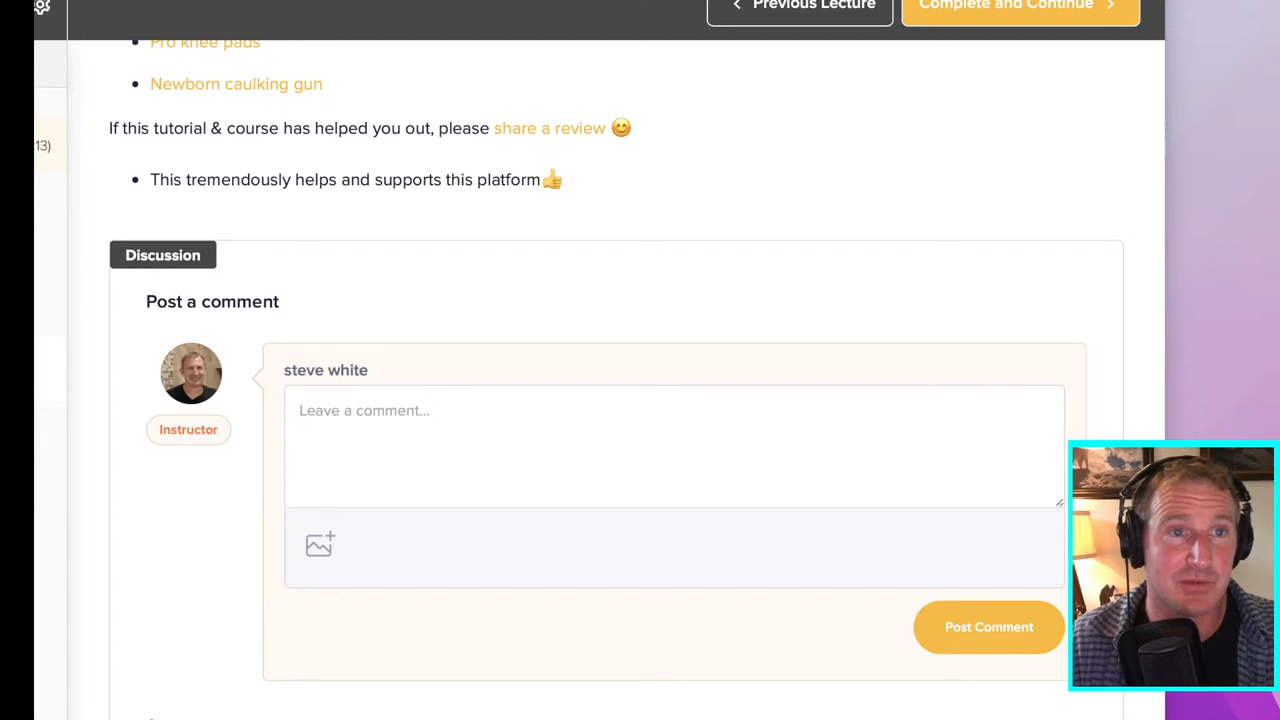 Previous Lecture
Complete and Continue
Pro knee pads
Newborn caulking gun
13)
If this tutorial & course has helped you out, please share a review 😊
This tremendously helps and supports this platform👍
Discussion
Post a comment
steve white
Leave a comment...
Instructor
Post Comment